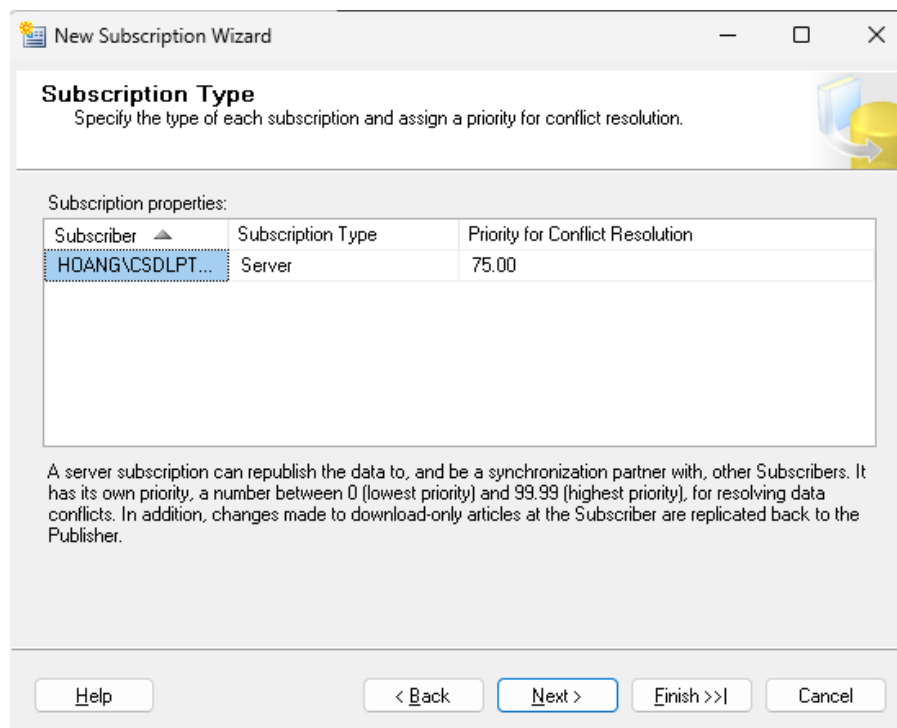 New Subscription Wizard
Subscription Type
Specify the type of each subscription and assign a priority for conflict resolution.
Subscription properties:
Subscriber Subscription Type Priority for Conflict Resolution
HOANG\CSDLPT... Server 75.00
A server subscription can republish the data to, and be a synchronization partner with, other Subscribers. It
has its own priority, a number between 0 (lowest priority) and 99.99 (highest priority), for resolving data
conflicts. In addition, changes made to download-only articles at the Subscriber are replicated back to the
Publisher.
Help < Back Next > Finish >>| Cancel